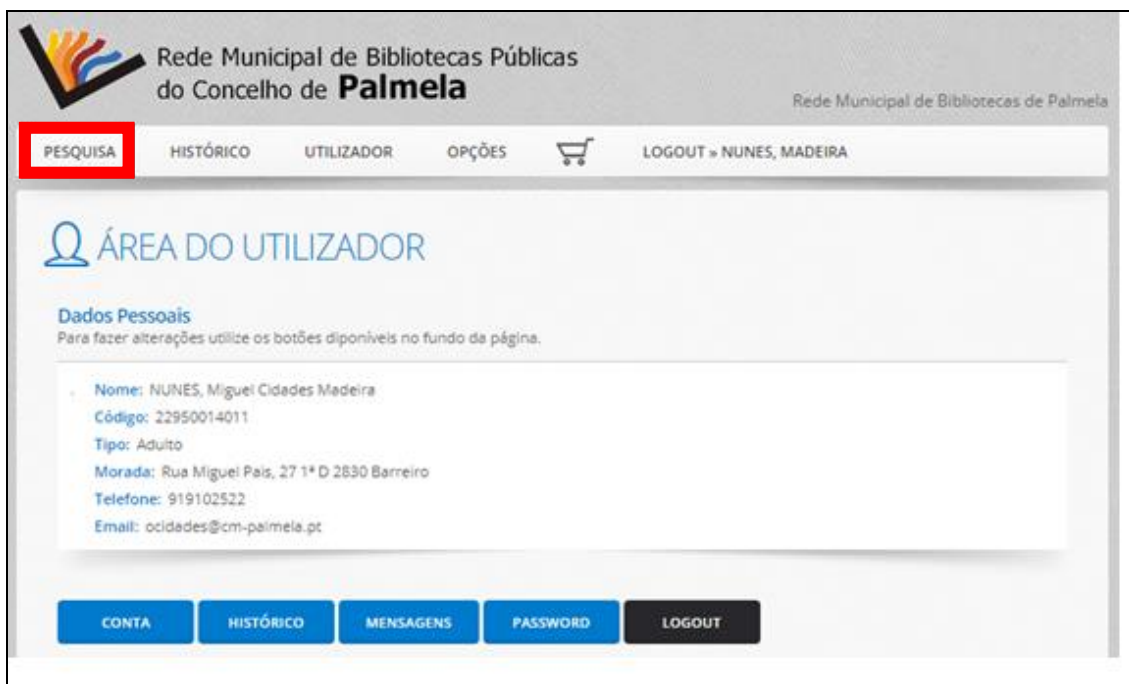 Rede Municipal de Bibliotecas Públicas
do Concelho de Palmela
Rede Municipal de Bibliotecas de Palmela
PESQUISA HISTÓRICO UTILIZADOR OPÇÕES LOGOUT » NUNES, MADEIRA
ÁREA DO UTILIZADOR
Dados Pessoais
Para fazer alterações utilize os botões diponíveis no fundo da página.
Nome: NUNES, Miguel Cidades Madeira
Código: 22950014011
Tipo: Adulto
Morada: Rua Miguel Pais, 27 1ª D 2830 Barreiro
Telefone: 919102522
Email: ocidades@cm-palmela.pt
CONTA HISTÓRICO MENSAGENS PASSWORD LOGOUT